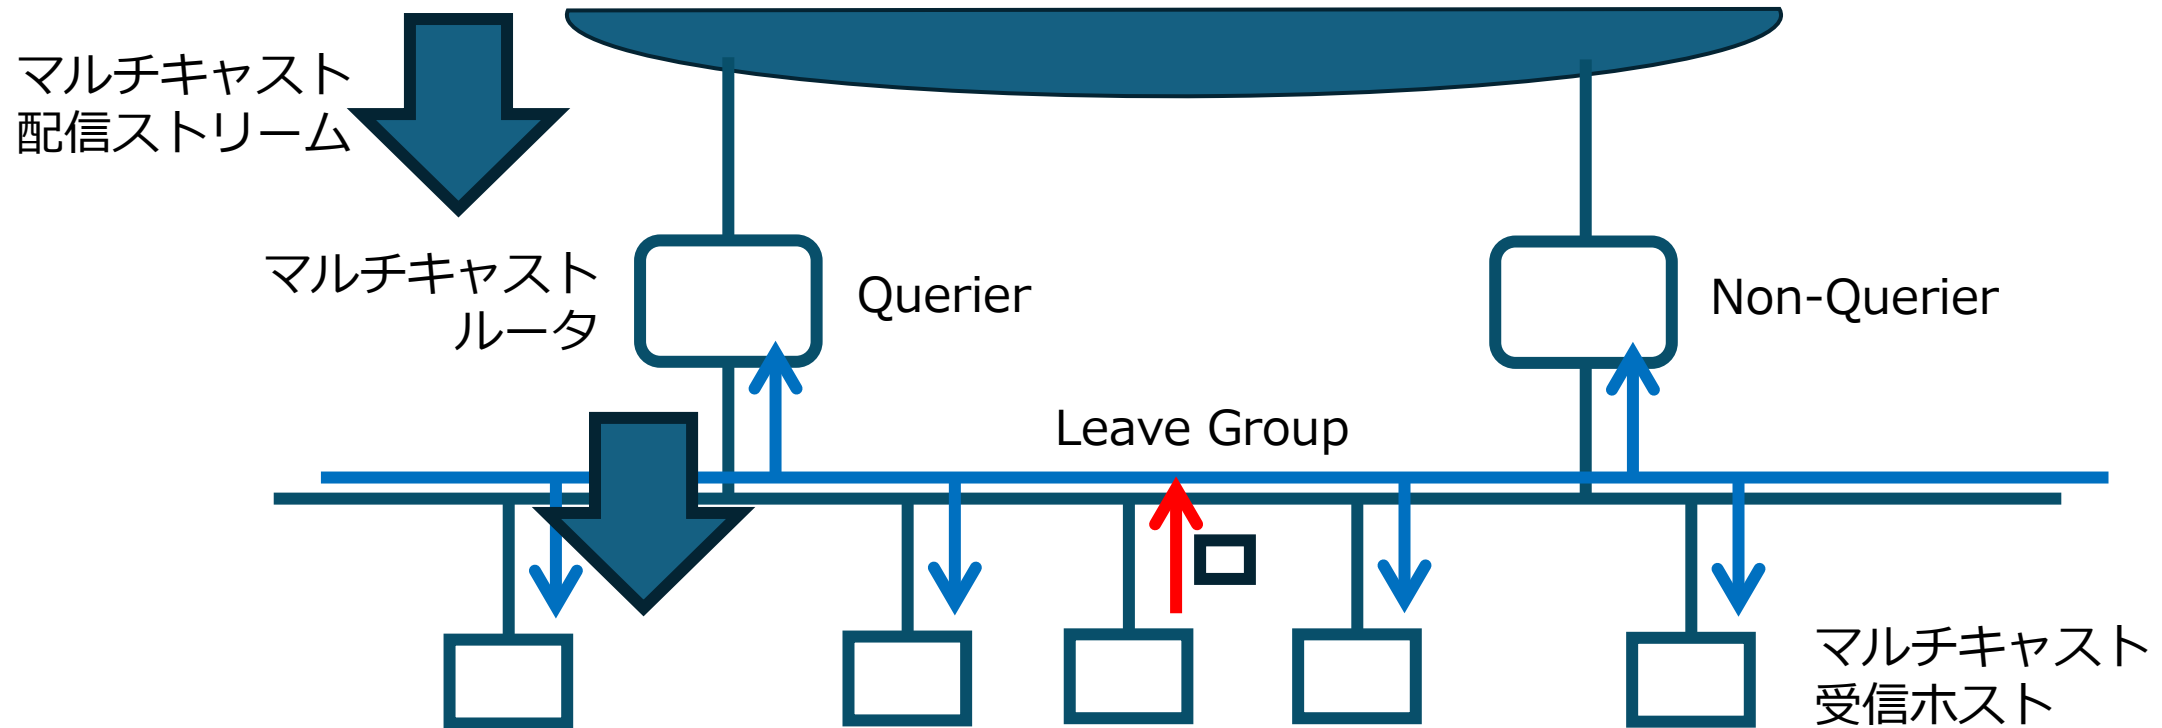 マルチキャスト
配信ストリーム
マルチキャスト
ルータ
Querier
Non-Querier
Leave Group
マルチキャスト
受信ホスト